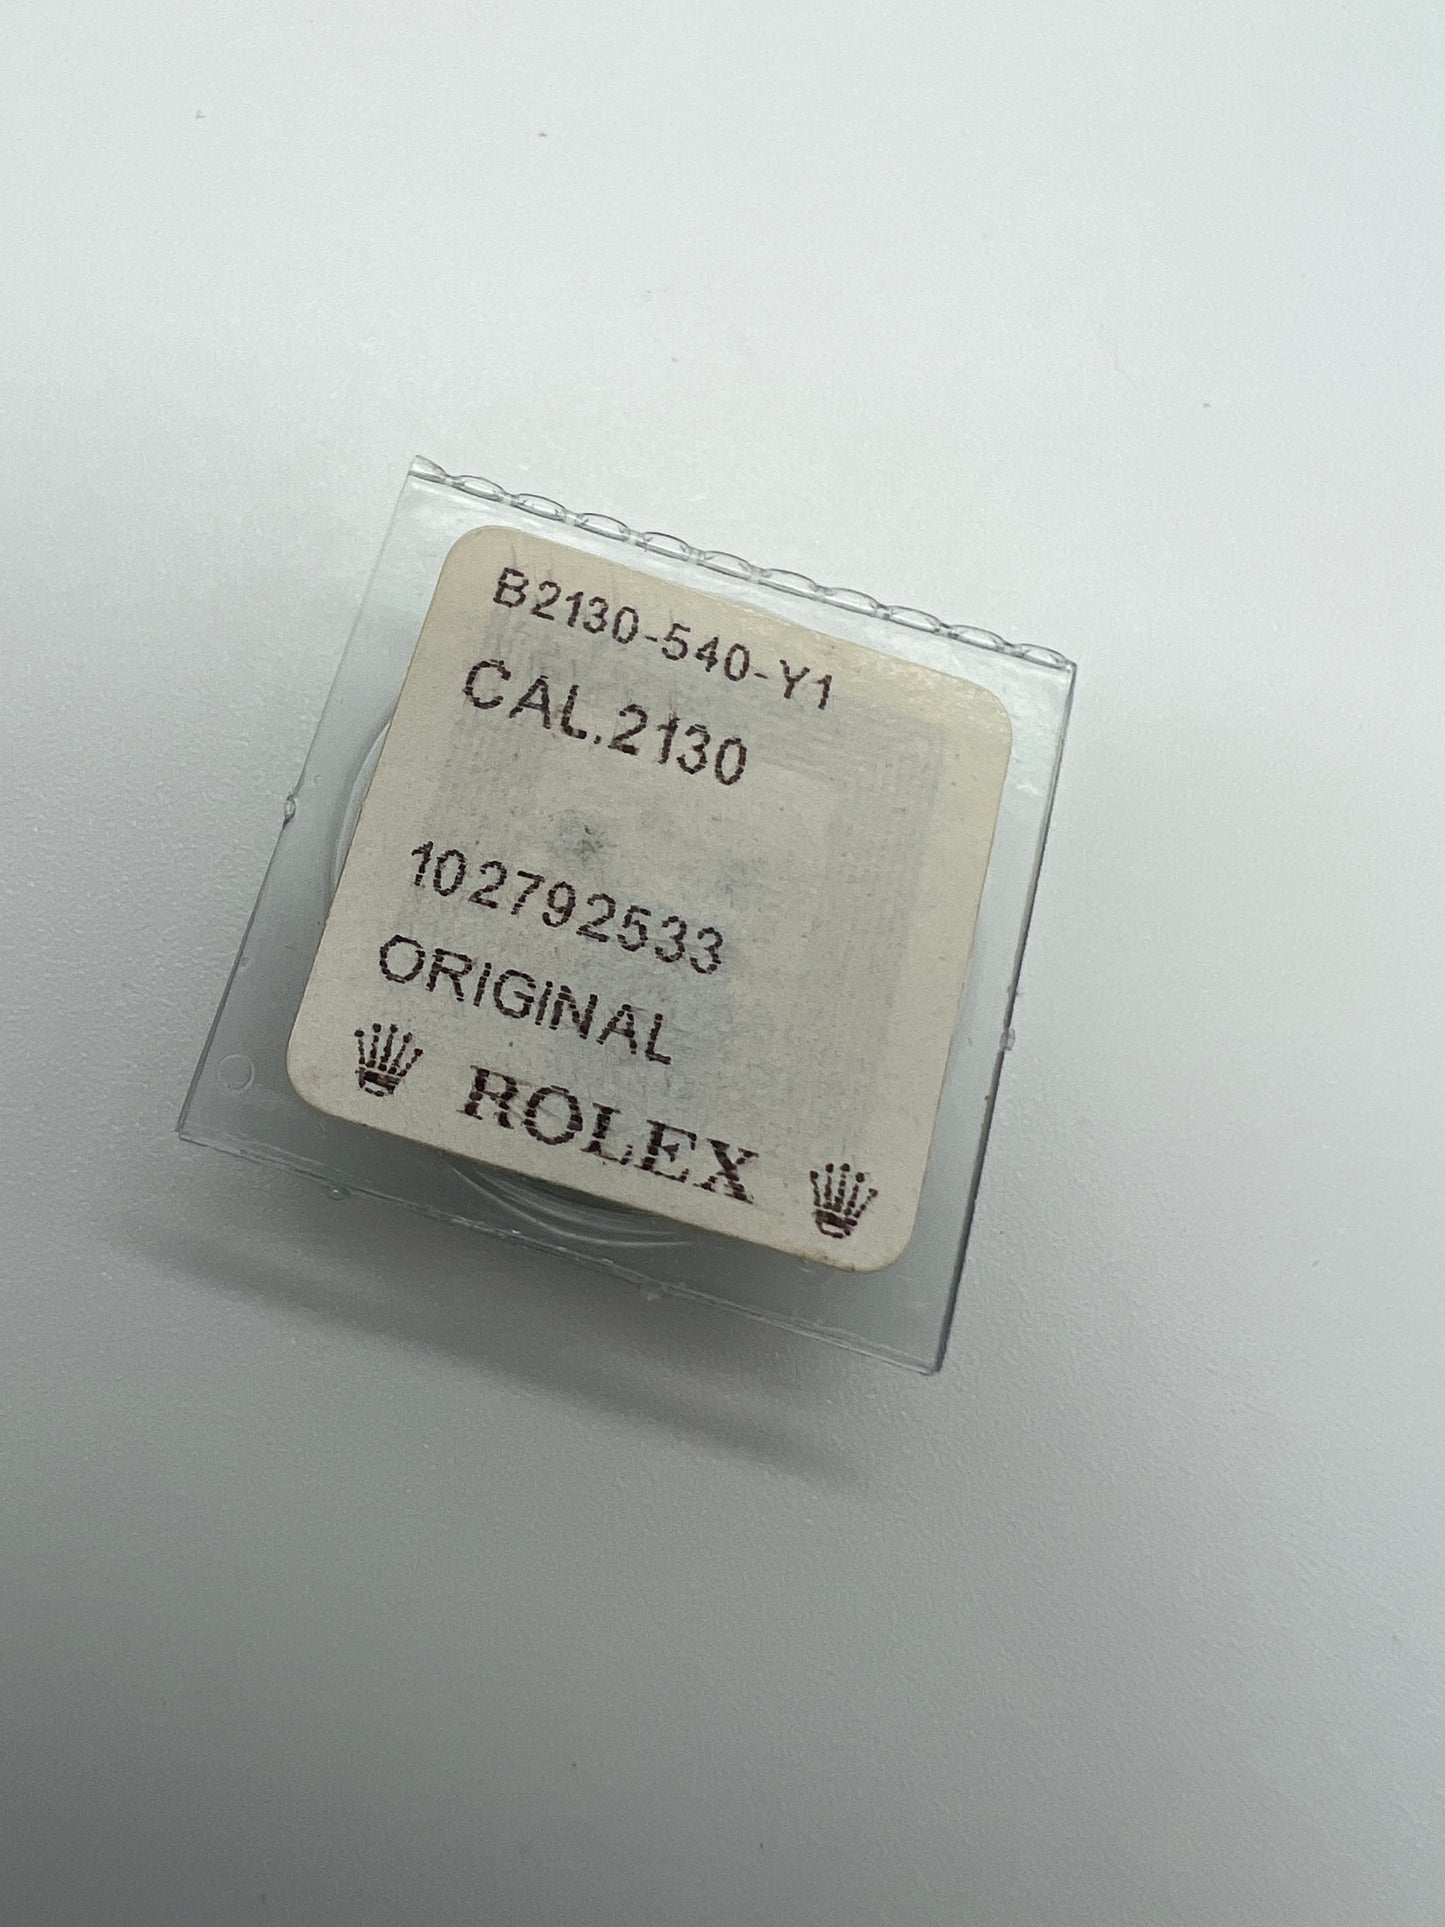 B2130-540-Y1
CAL.2130
102792533
ORIGINAL
ROLEX